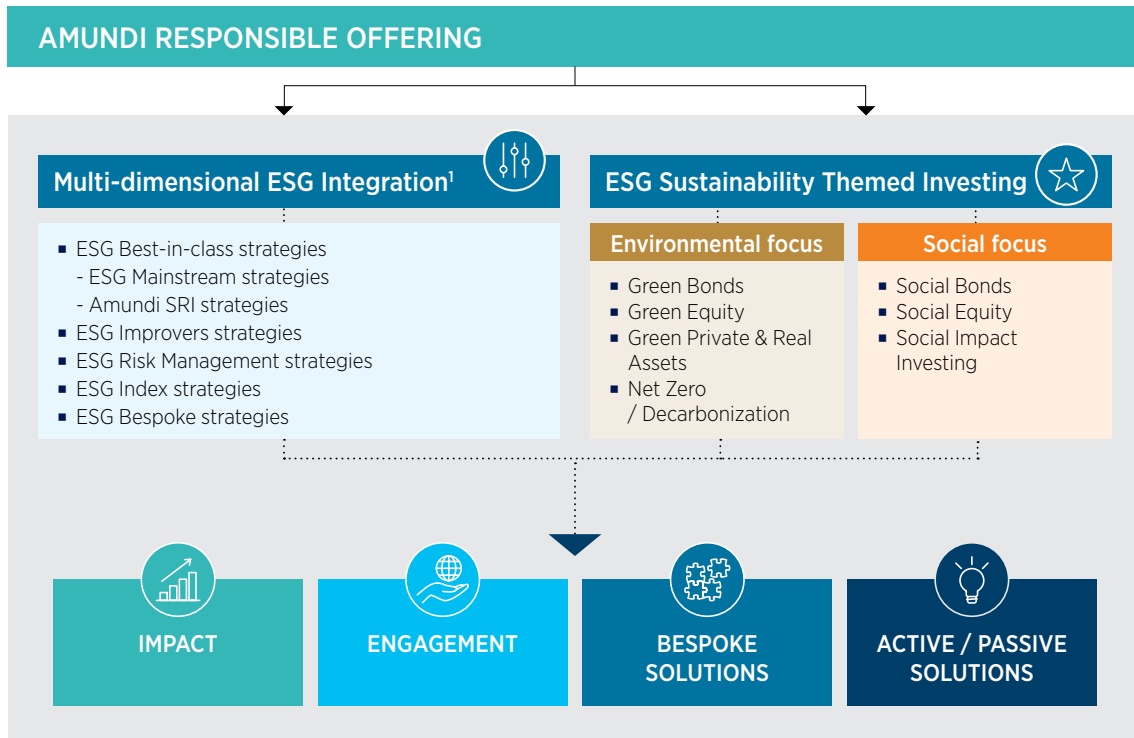 AMUNDI RESPONSIBLE OFFERING
Multi-dimensional ESG Integration¹
■ ESG Best-in-class strategies
- ESG Mainstream strategies
- Amundi SRI strategies
■ ESG Improvers strategies
■ ESG Risk Management strategies
■ ESG Index strategies
■ ESG Bespoke strategies
ESG Sustainability Themed Investing
Environmental focus
■ Green Bonds
■ Green Equity
■ Green Private & Real
Assets
■ Net Zero
/ Decarbonization
Social focus
■ Social Bonds
■ Social Equity
■ Social Impact
Investing
IMPACT
ENGAGEMENT
BESPOKE
SOLUTIONS
ACTIVE / PASSIVE
SOLUTIONS